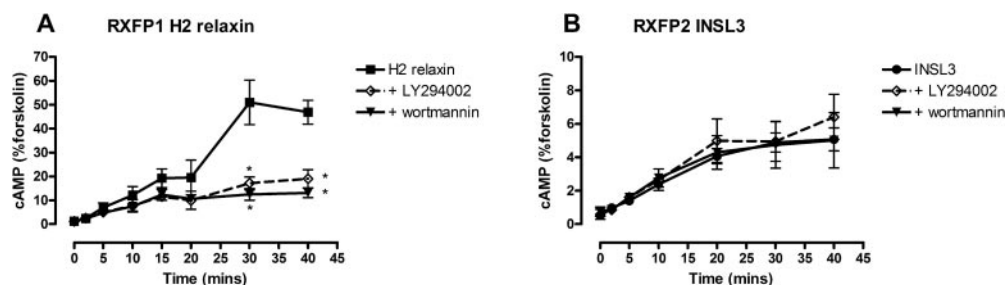 A RXFP1 H2 relaxin
cAMP (%forskolin)
70
60
50
40
30
20
10
0
* *
* *
0 5 10 15 20 25 30 35 40 45
Time (mins)
H2 relaxin
+ LY294002
+ wortmannin
B RXFP2 INSL3
cAMP (%forskolin)
10
8
6
4
2
0
0 5 10 15 20 25 30 35 40 45
Time (mins)
INSL3
+ LY294002
+ wortmannin